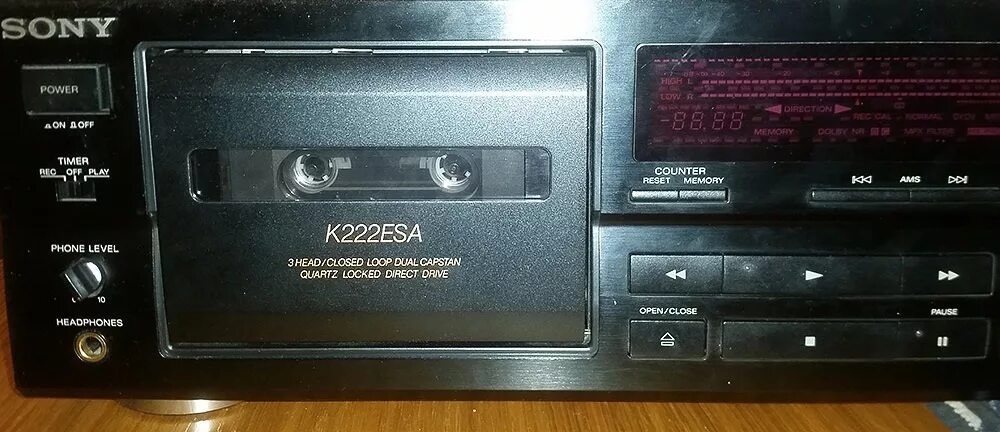 SONY
POWER
ON OFF
TIMER
REC OFF PLAY
PHONE LEVEL
0 10
HEADPHONES
K222ESA
3 HEAD/CLOSED LOOP DUAL CAPSTAN
QUARTZ LOCKED DIRECT DRIVE
HIGH L
LOW R
DIRECTION
REC CAL NORMAL
-88.88
MEMORY DOLBY NR B C MPX FILTER
COUNTER
RESET MEMORY
AMS
OPEN/CLOSE
PAUSE